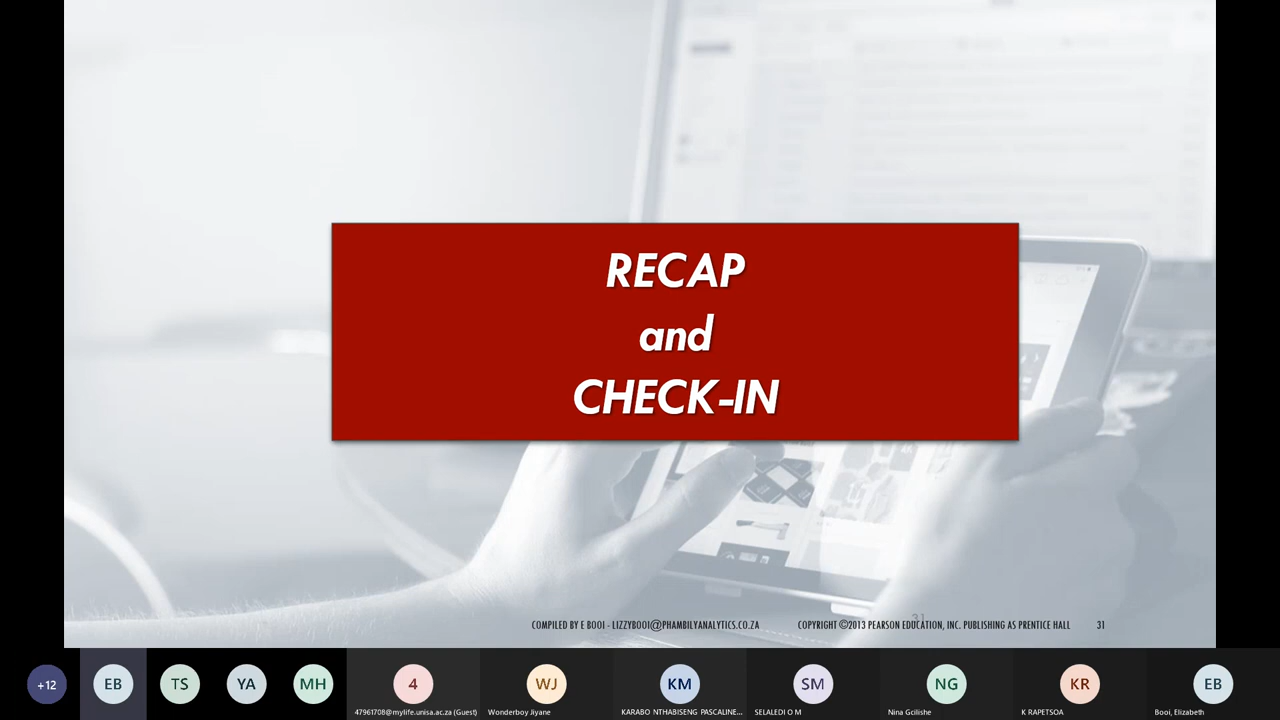 RECAP
and
CHECK-IN
31
COMPILED BY E BOOI - LIZZYBOOI@PHAMBILYANALYTICS.CO.ZA COPYRIGHT ©2013 PEARSON EDUCATION, INC. PUBLISHING AS PRENTICE HALL 31
+12 EB TS YA MH 4 WJ KM SM NG KR EB
47961708@mylife.unisa.ac.za (Guest) Wonderboy Jiyane KARABO NTHABISENG PASCALINE... SELALEDI O M Nina Gcilishe K RAPETSOA Booi, Elizabeth